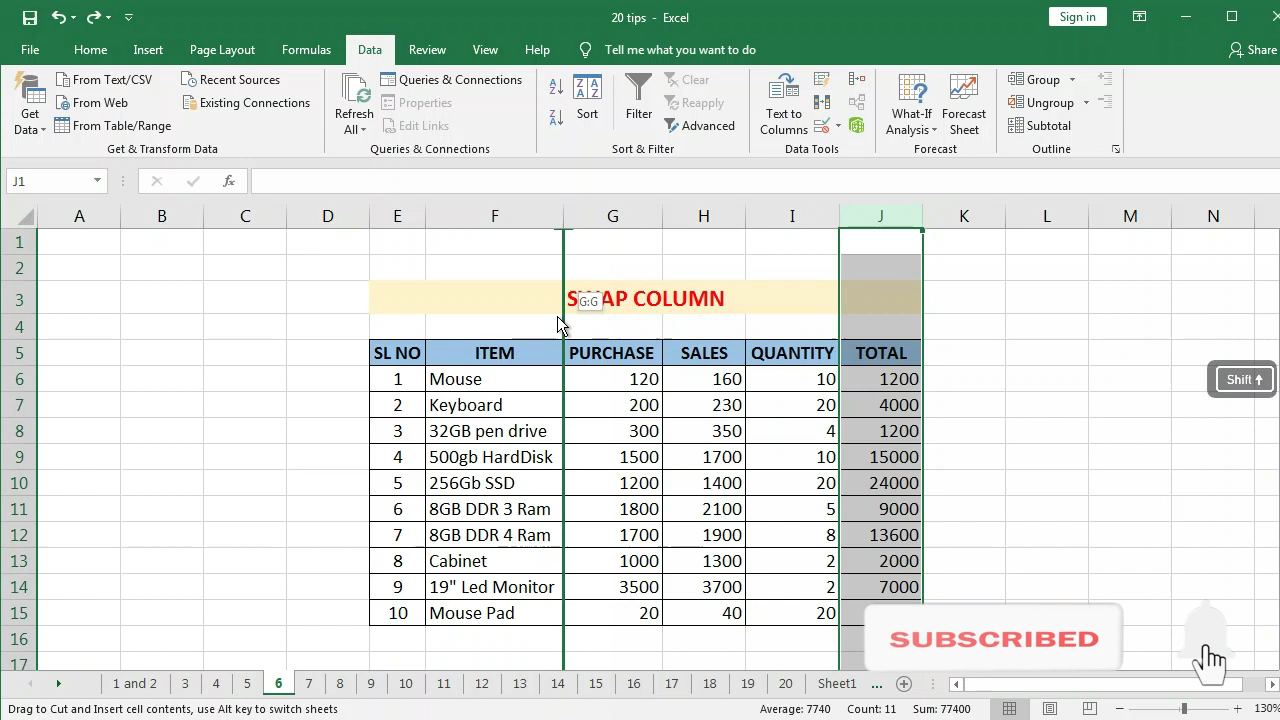 20 tips - Excel
Sign in
File Home Insert Page Layout Formulas Data Review View Help Tell me what you want to do Share
Get Data
From Text/CSV
From Web
From Table/Range
Recent Sources
Existing Connections
Get & Transform Data
Refresh All
Queries & Connections
Properties
Edit Links
Queries & Connections
Sort
Filter
Clear
Reapply
Advanced
Sort & Filter
Text to Columns
Data Tools
What-If Analysis
Forecast Sheet
Forecast
Group
Ungroup
Subtotal
Outline
J1 fx
A B C D E F G H I J K L M N
1
2
3 SWAP COLUMN
G:G
4
5 SL NO ITEM PURCHASE SALES QUANTITY TOTAL
6 1 Mouse 120 160 10 1200
7 2 Keyboard 200 230 20 4000
8 3 32GB pen drive 300 350 4 1200
9 4 500gb HardDisk 1500 1700 10 15000
10 5 256Gb SSD 1200 1400 20 24000
11 6 8GB DDR 3 Ram 1800 2100 5 9000
12 7 8GB DDR 4 Ram 1700 1900 8 13600
13 8 Cabinet 1000 1300 2 2000
14 9 19" Led Monitor 3500 3700 2 7000
15 10 Mouse Pad 20 40 20
16
17
Shift
SUBSCRIBED
1 and 2 3 4 5 6 7 8 9 10 11 12 13 14 15 16 17 18 19 20 Sheet1 ...
Drag to Cut and Insert cell contents, use Alt key to switch sheets Average: 7740 Count: 11 Sum: 77400 130%